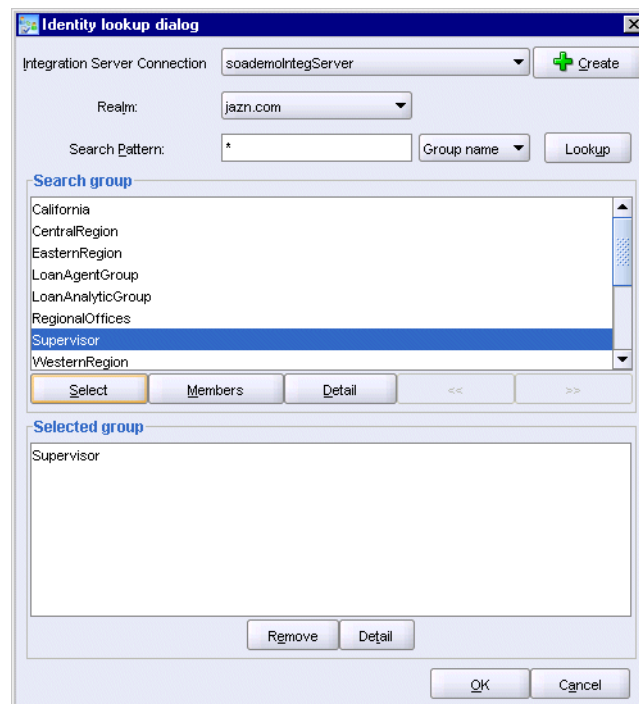 Identity lookup dialog
Integration Server Connection soademoIntegServer Create
Realm: jazn.com
Search Pattern: * Group name Lookup
Search group
California
CentralRegion
EasternRegion
LoanAgentGroup
LoanAnalyticGroup
RegionalOffices
Supervisor
WesternRegion
Select Members Detail << >>
Selected group
Supervisor
Remove Detail
OK Cancel